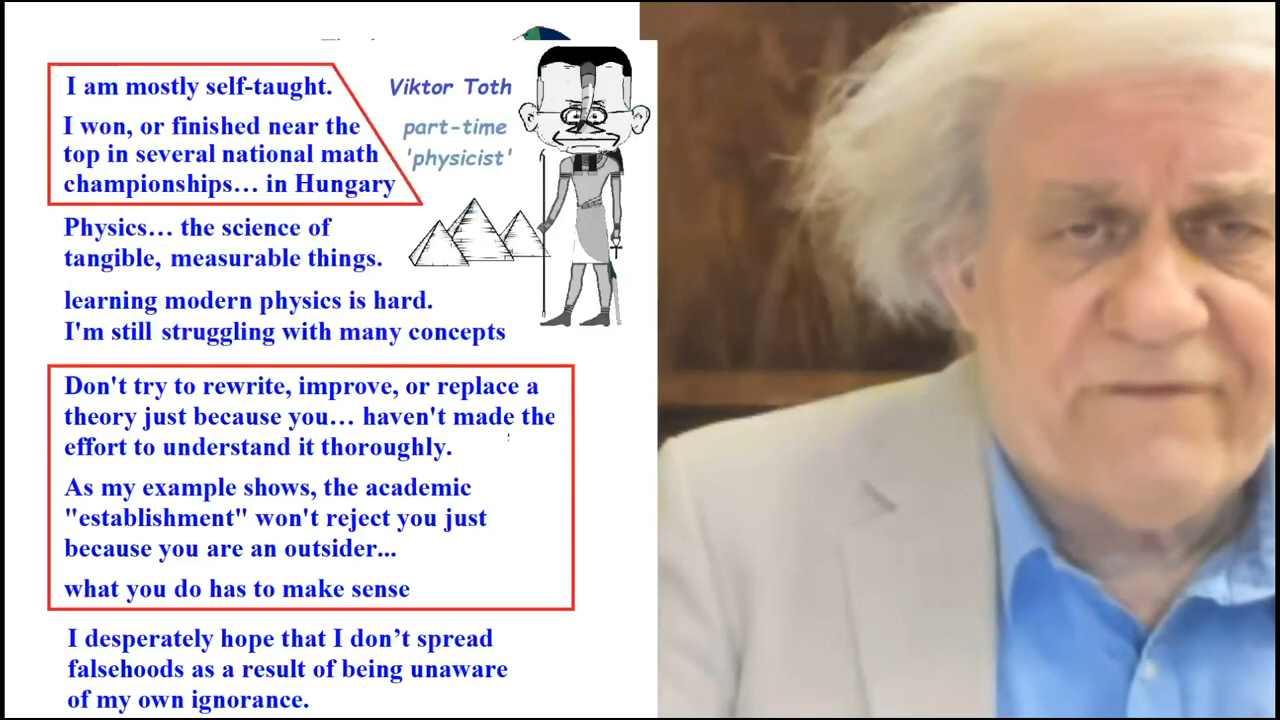 I am mostly self-taught.
I won, or finished near the
top in several national math
championships… in Hungary
Viktor Toth
part-time
'physicist'
Physics… the science of
tangible, measurable things.
learning modern physics is hard.
I'm still struggling with many concepts
Don't try to rewrite, improve, or replace a
theory just because you… haven't made the
effort to understand it thoroughly.
As my example shows, the academic
"establishment" won't reject you just
because you are an outsider...
what you do has to make sense
I desperately hope that I don’t spread
falsehoods as a result of being unaware
of my own ignorance.